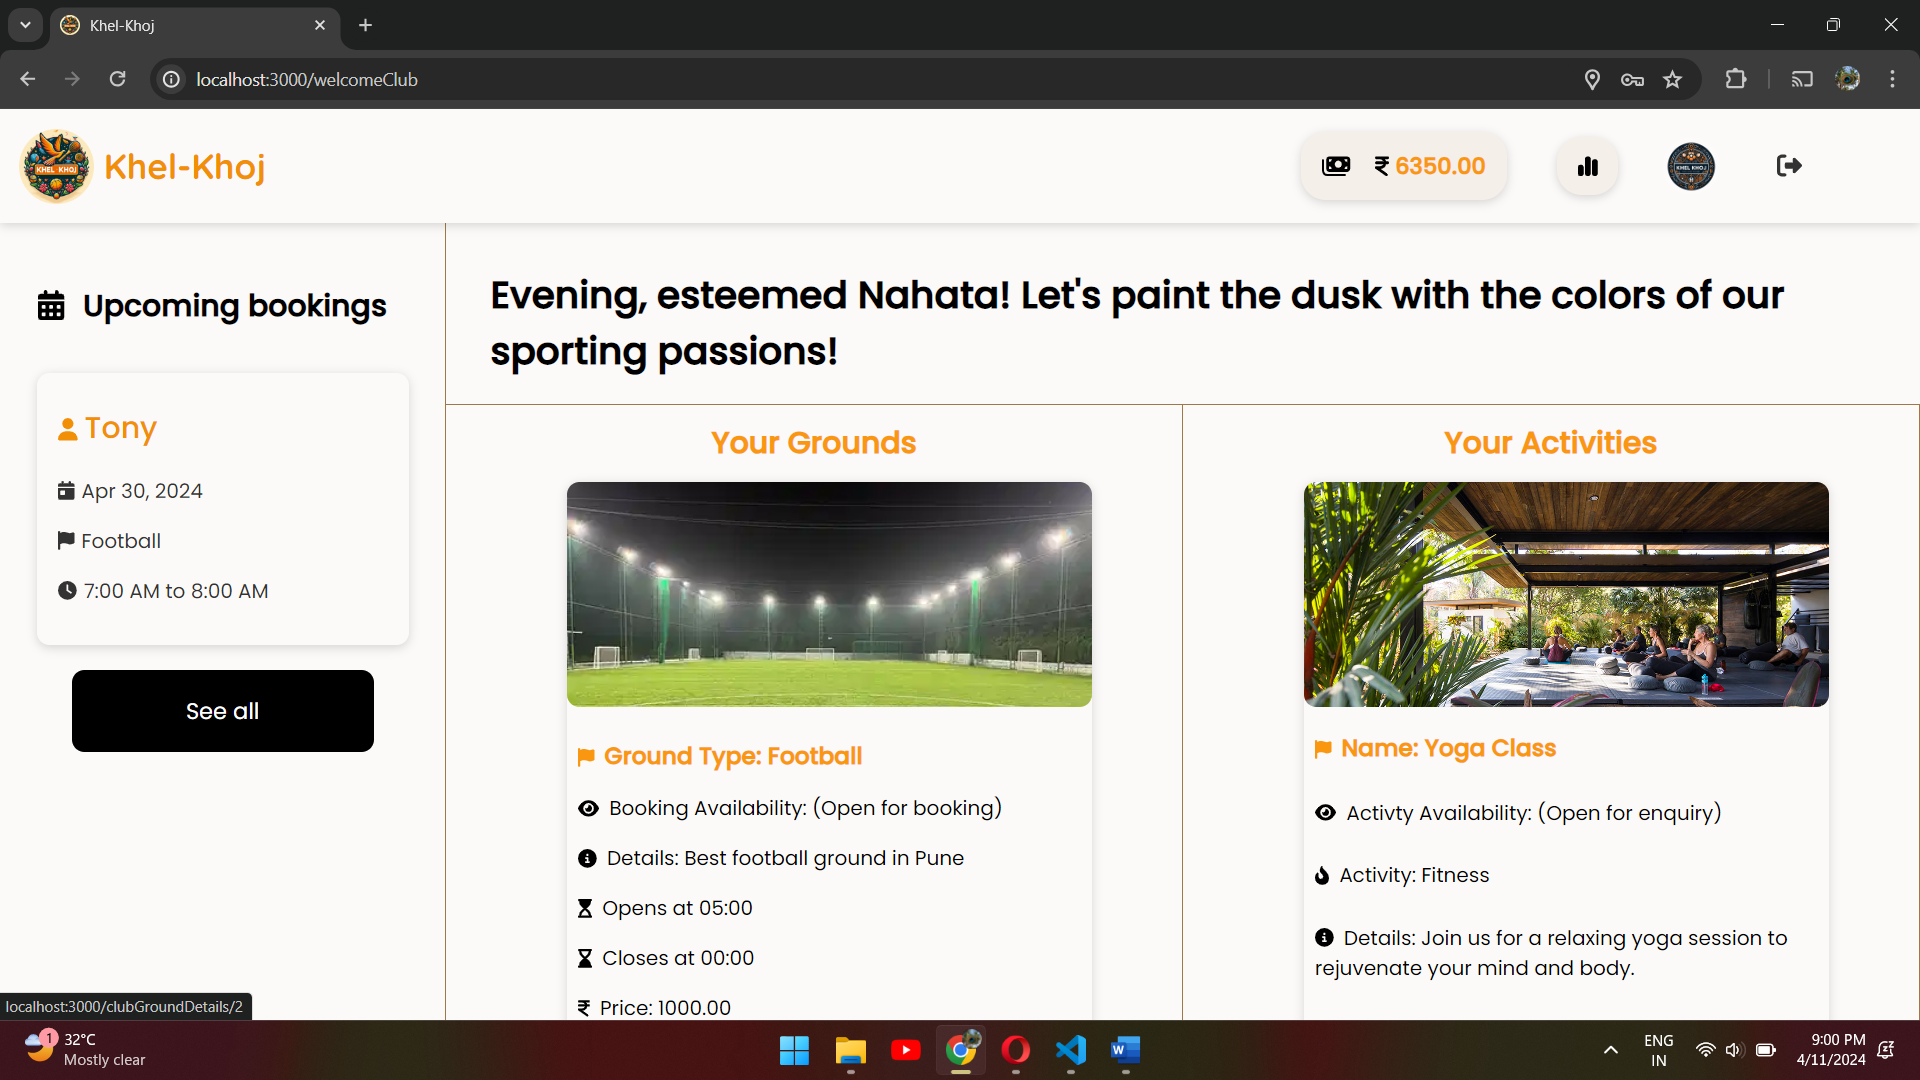 Khel-Khoj
localhost:3000/welcomeClub
KHEL KHOJ
Khel-Khoj
₹ 6350.00
KHEL KHOJ
Upcoming bookings
Tony
Apr 30, 2024
Football
7:00 AM to 8:00 AM
See all
Evening, esteemed Nahata! Let's paint the dusk with the colors of our
sporting passions!
Your Grounds
Ground Type: Football
Booking Availability: (Open for booking)
Details: Best football ground in Pune
Opens at 05:00
Closes at 00:00
₹ Price: 1000.00
Your Activities
Name: Yoga Class
Activty Availability: (Open for enquiry)
Activity: Fitness
Details: Join us for a relaxing yoga session to
rejuvenate your mind and body.
localhost:3000/clubGroundDetails/2
1
32°C
Mostly clear
W
ENG
IN
9:00 PM
4/11/2024